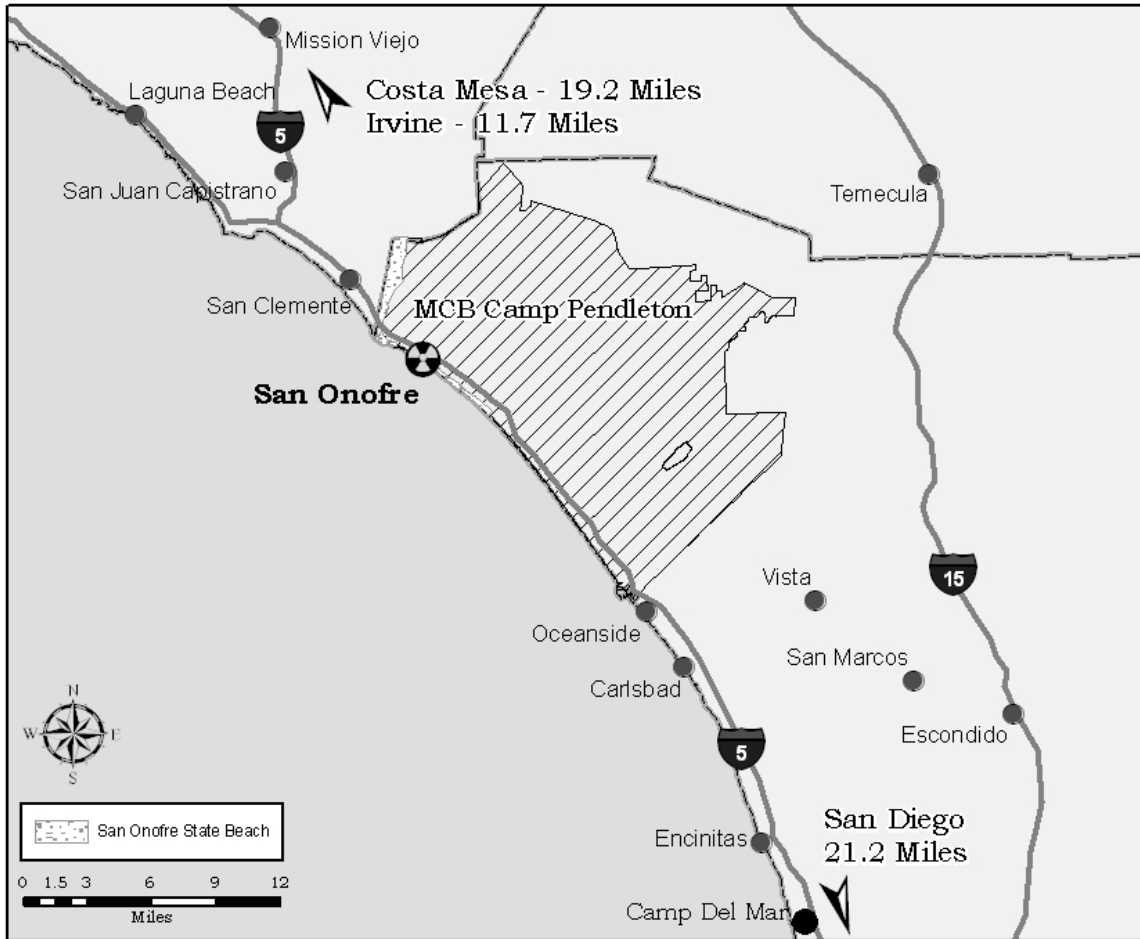 Mission Viejo
Costa Mesa - 19.2 Miles
Irvine - 11.7 Miles
Laguna Beach
5
San Juan Capistrano
Temecula
San Clemente
MCB Camp Pendleton
San Onofre
15
Vista
Oceanside
San Marcos
Carlsbad
Escondido
5
N
W E
S
San Onofre State Beach
San Diego
21.2 Miles
Encinitas
0 1.5 3 6 9 12
Miles
Camp Del Mar